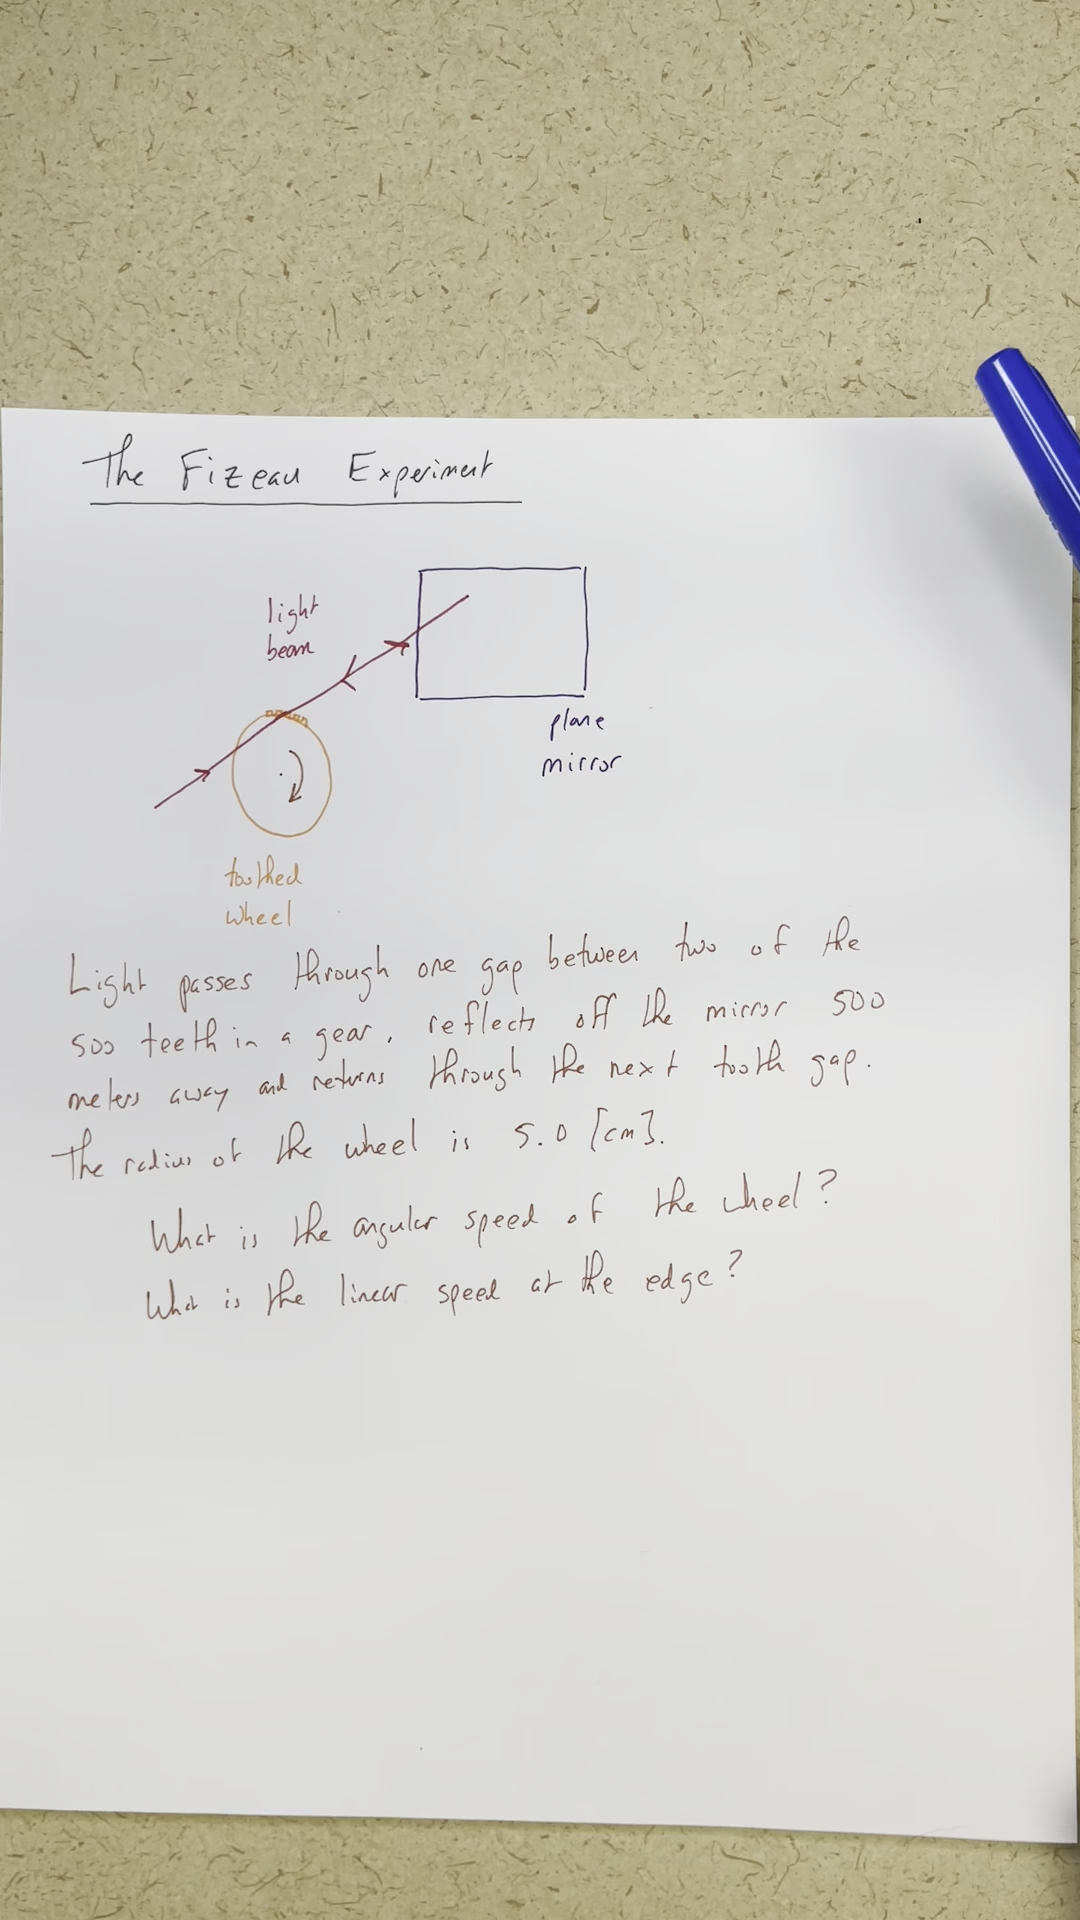 The Fizeau Experiment
light
beam
plane
mirror
toothed
wheel
Light passes through one gap between two of the
500 teeth in a gear, reflects off the mirror 500
meters away and returns through the next tooth gap.
The radius of the wheel is 5.0 [cm].
What is the angular speed of the wheel?
What is the linear speed at the edge?